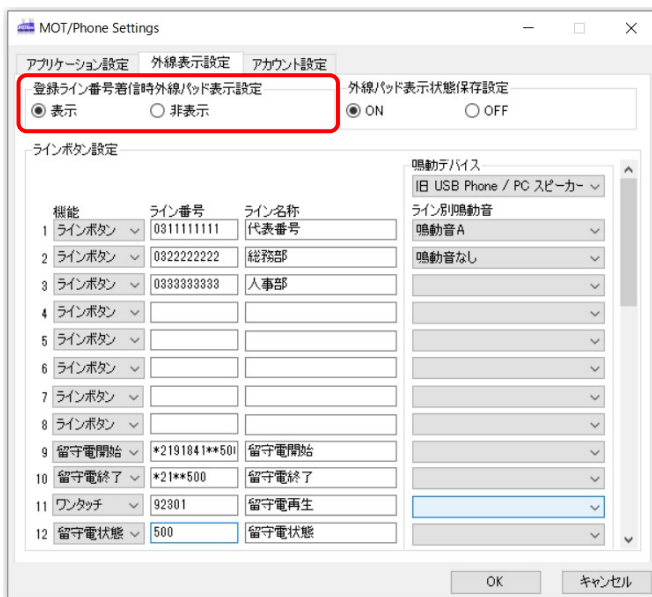 MOT/Phone Settings
アプリケーション設定 外線表示設定 アカウント設定
登録ライン番号着信時外線パッド表示設定 外線パッド表示状態保存設定
表示 非表示 ON OFF
ラインボタン設定
鳴動デバイス
旧 USB Phone / PC スピーカー
機能 ライン番号 ライン名称 ライン別鳴動音
1 ラインボタン 0311111111 代表番号 鳴動音A
2 ラインボタン 0322222222 総務部 鳴動音なし
3 ラインボタン 0333333333 人事部
4 ラインボタン
5 ラインボタン
6 ラインボタン
7 ラインボタン
8 ラインボタン
9 留守電開始 *2191841**50 留守電開始
10 留守電終了 *21**500 留守電終了
11 ワンタッチ 92301 留守電再生
12 留守電状態 500 留守電状態
OK キャンセル